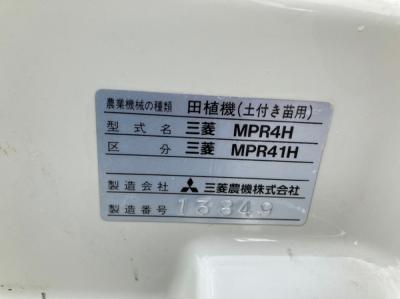 農業機械の種類 田植機(土付き苗用)
型式名 三菱 MPR4H
区分 三菱 MPR41H
製造会社 三菱農機株式会社
製造番号 13349